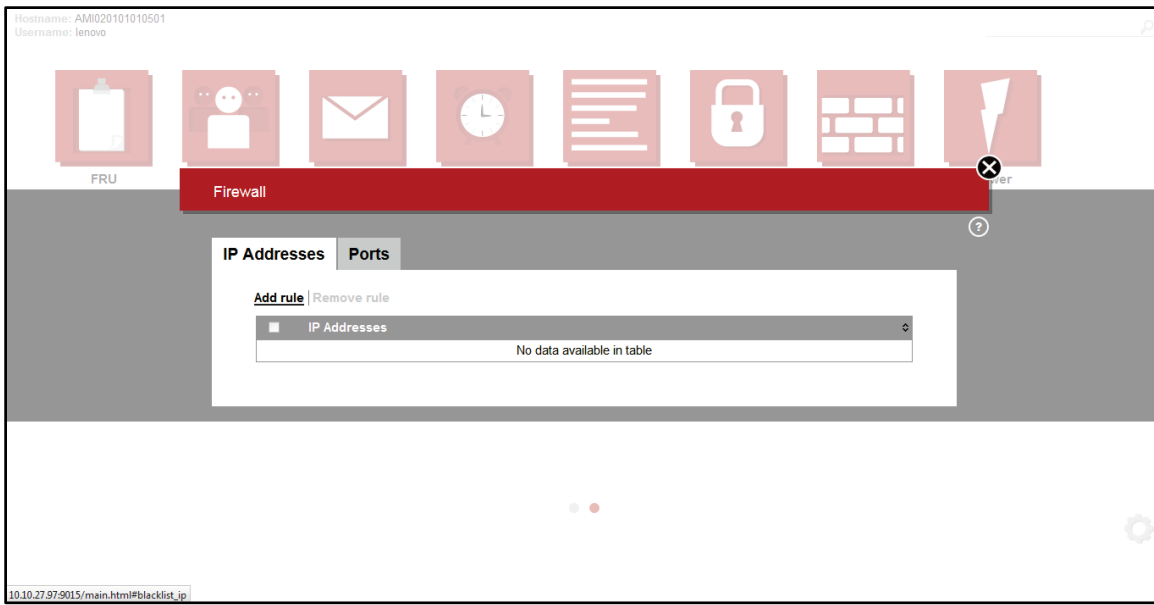 Hostname: AMI020101010501
Username: lenovo
FRU
wer
Firewall
?
IP Addresses Ports
Add rule Remove rule
IP Addresses
No data available in table
10.10.27.97:9015/main.html#blacklist_ip